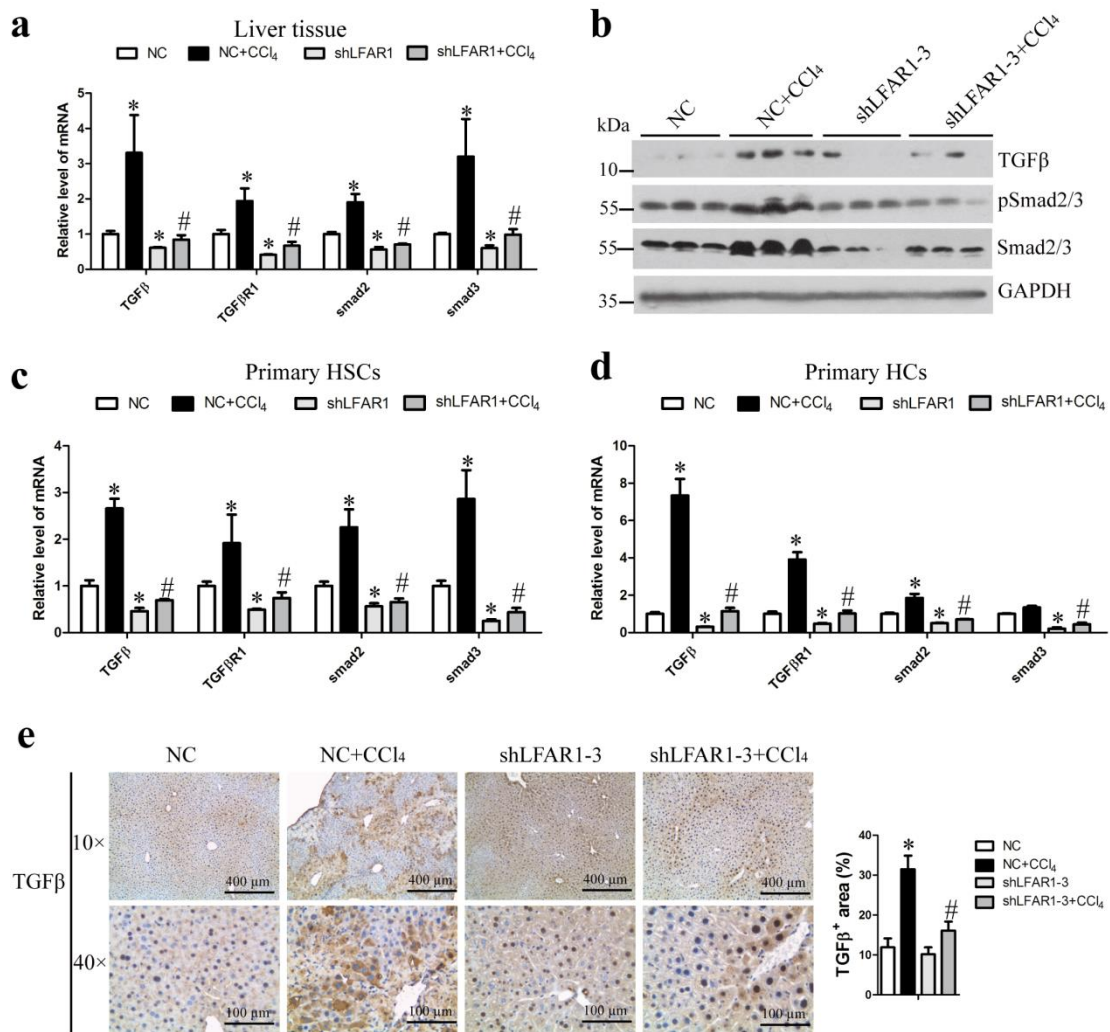 a
Liver tissue
NC NC+CCl₄ shLFAR1 shLFAR1+CCl₄
Relative level of mRNA
5
4
3
2
1
0
* * * # * * # * * # * * #
TGFβ TGFβR1 smad2 smad3
b
NC NC+CCl₄ shLFAR1-3 shLFAR1-3+CCl₄
kDa
TGFβ
10
pSmad2/3
55
Smad2/3
55
GAPDH
35
c
Primary HSCs
NC NC+CCl₄ shLFAR1 shLFAR1+CCl₄
Relative level of mRNA
4
3
2
1
0
* * # * * # * * # * * #
TGFβ TGFβR1 smad2 smad3
d
Primary HCs
NC NC+CCl₄ shLFAR1 shLFAR1+CCl₄
Relative level of mRNA
10
8
6
4
2
0
* * # * * # * * # * #
TGFβ TGFβR1 smad2 smad3
e
NC NC+CCl₄ shLFAR1-3 shLFAR1-3+CCl₄
TGFβ
10×
400 μm 400 μm 400 μm 400 μm
40×
100 μm 100 μm 100 μm 100 μm
TGFβ⁺ area (%)
40
30
20
10
0
* #
NC
NC+CCl₄
shLFAR1-3
shLFAR1-3+CCl₄